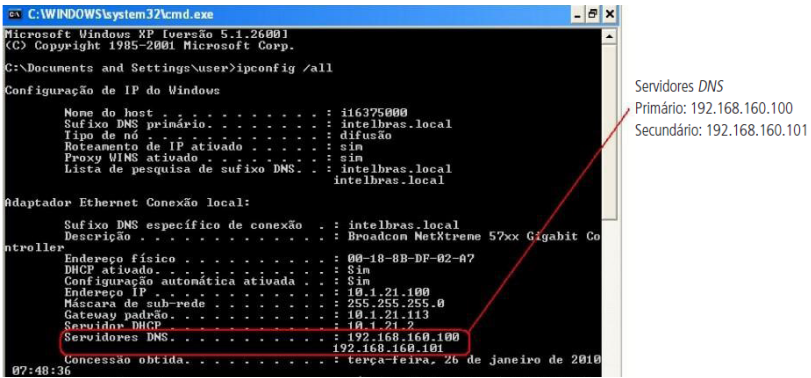 C:\WINDOWS\system32\cmd.exe
Microsoft Windows XP [versão 5.1.2600]
(C) Copyright 1985-2001 Microsoft Corp.
C:\Documents and Settings\user>ipconfig /all
Configuração de IP do Windows
Nome do host . . . . . . . . . . . . : i16375000
Sufixo DNS primário. . . . . . . . : intelbras.local
Tipo de nó . . . . . . . . . . . . : difusão
Roteamento de IP ativado . . . . . : sim
Proxy WINS ativado . . . . . . . . : sim
Lista de pesquisa de sufixo DNS. . : intelbras.local
intelbras.local
Adaptador Ethernet Conexão local:
Sufixo DNS específico de conexão . : intelbras.local
Descrição . . . . . . . . . . . . : Broadcom NetXtreme 57xx Gigabit Co
ntroller
Endereço físico . . . . . . . . . . : 00-18-8B-DF-02-A7
DHCP ativado. . . . . . . . . . . . : Sim
Configuração automática ativada . . : Sim
Endereço IP . . . . . . . . . . . . : 10.1.21.100
Máscara de sub-rede . . . . . . . . : 255.255.255.0
Gateway padrão. . . . . . . . . . . : 10.1.21.113
Servidor DHCP . . . . . . . . . . . : 10.1.21.2
Servidores DNS. . . . . . . . . . . : 192.168.160.100
192.168.160.101
Concessão obtida. . . . . . . . . . : terça-feira, 26 de janeiro de 2010
07:48:36
Servidores DNS
Primário: 192.168.160.100
Secundário: 192.168.160.101